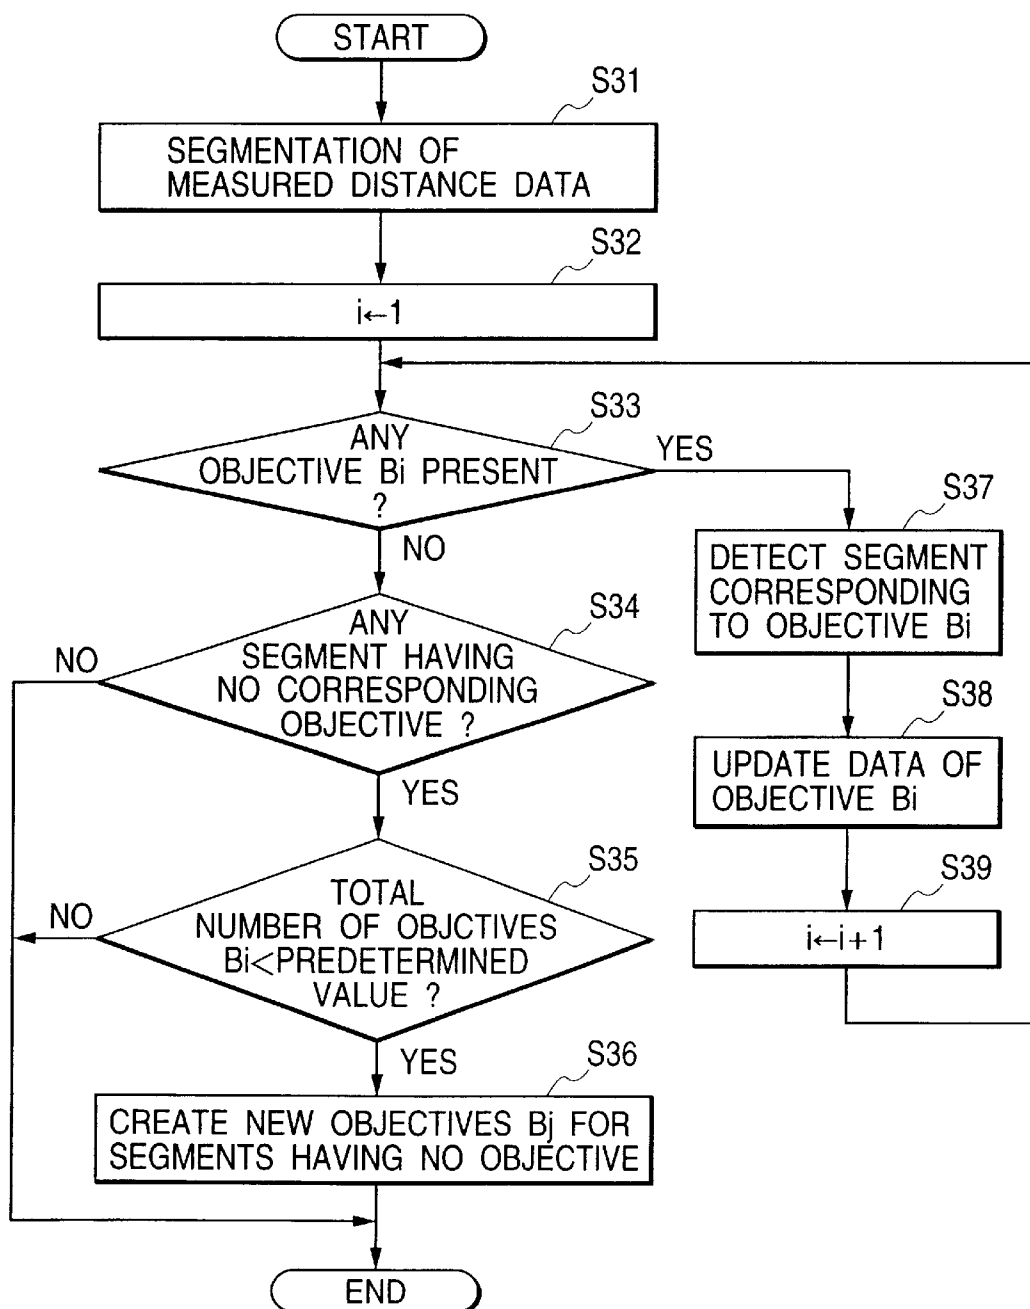 START
S31
SEGMENTATION OF
MEASURED DISTANCE DATA
S32
i←1
S33
ANY
OBJECTIVE Bi PRESENT
?
YES
NO
S37
DETECT SEGMENT
CORRESPONDING
TO OBJECTIVE Bi
S34
ANY
SEGMENT HAVING
NO CORRESPONDING
OBJECTIVE ?
NO
YES
S38
UPDATE DATA OF
OBJECTIVE Bi
S35
TOTAL
NUMBER OF OBJCTIVES
Bi<PREDETERMINED
VALUE ?
NO
YES
S39
i←i+1
S36
CREATE NEW OBJECTIVES Bj FOR
SEGMENTS HAVING NO OBJECTIVE
END